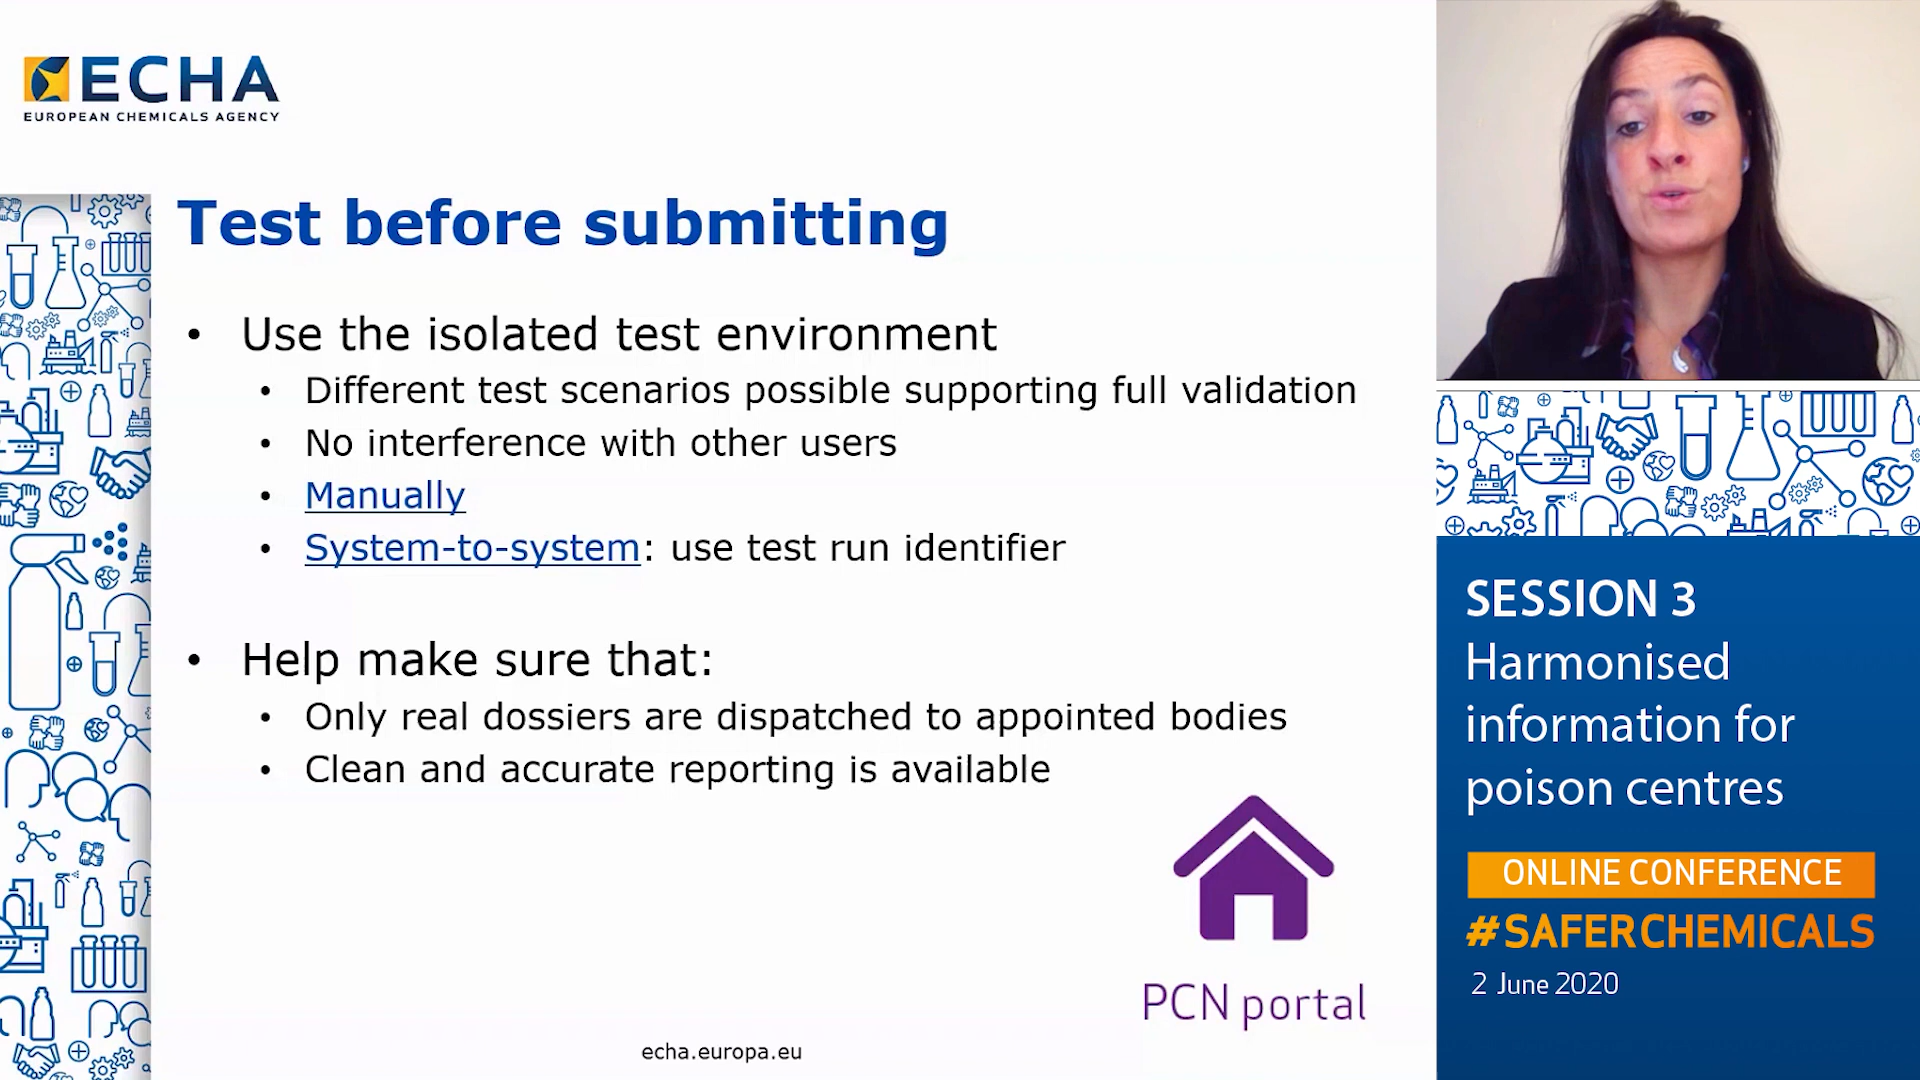 ECHA
EUROPEAN CHEMICALS AGENCY
Test before submitting
• Use the isolated test environment
• Different test scenarios possible supporting full validation
• No interference with other users
• Manually
• System-to-system: use test run identifier
• Help make sure that:
• Only real dossiers are dispatched to appointed bodies
• Clean and accurate reporting is available
PCN portal
echa.europa.eu
SESSION 3
Harmonised
information for
poison centres
ONLINE CONFERENCE
#SAFERCHEMICALS
2 June 2020